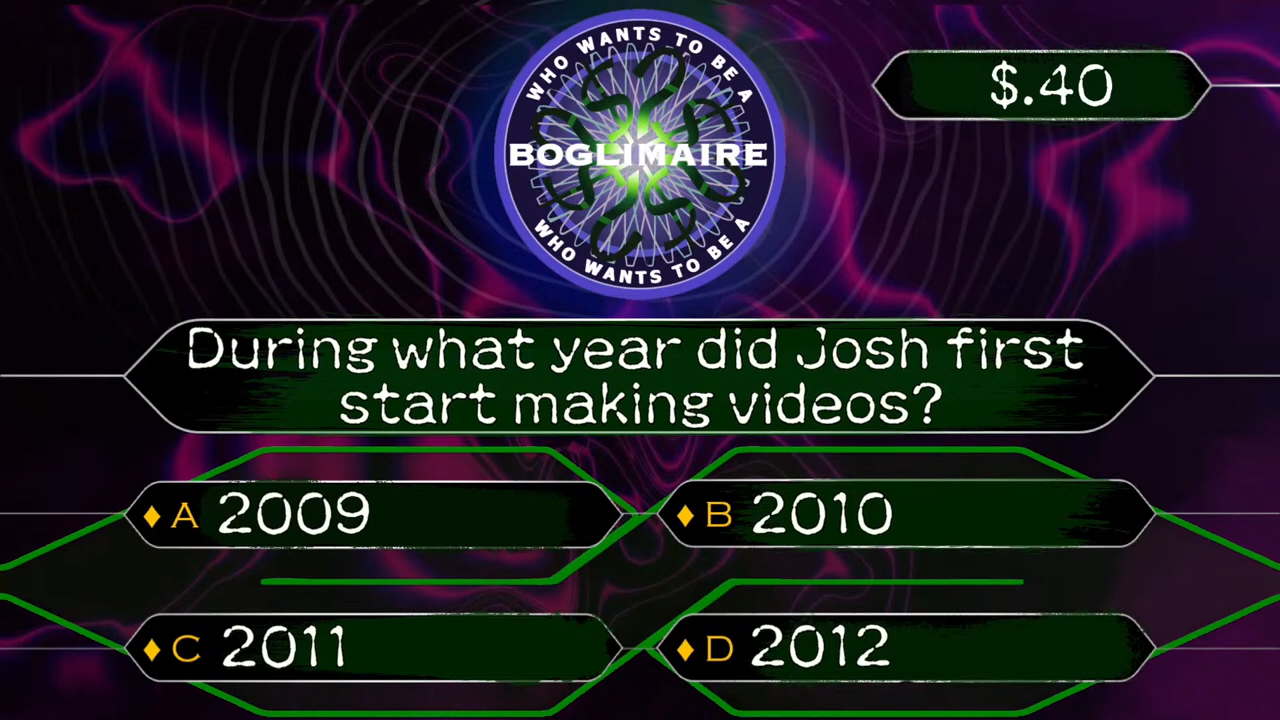 WHO WANTS TO BE A
BOGLIMAIRE
WHO WANTS TO BE A
$.40
During what year did Josh first
start making videos?
A 2009
B 2010
C 2011
D 2012